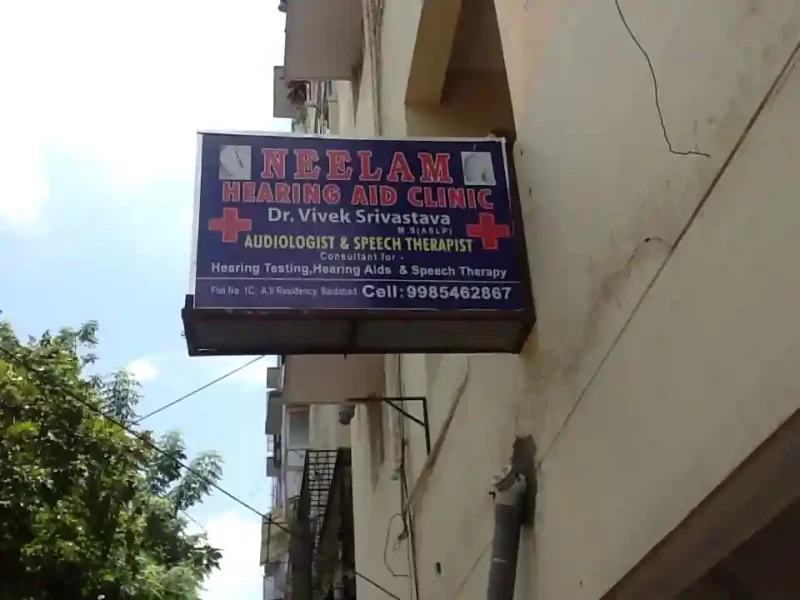 NEELAM
HEARING AID CLINIC
Dr. Vivek Srivastava
M.S(ASLP)
AUDIOLOGIST & SPEECH THERAPIST
Consultant for -
Hearing Testing,Hearing Aids & Speech Therapy
Flat No. 1C, A.V Residency, Saidabad. Cell:9985462867